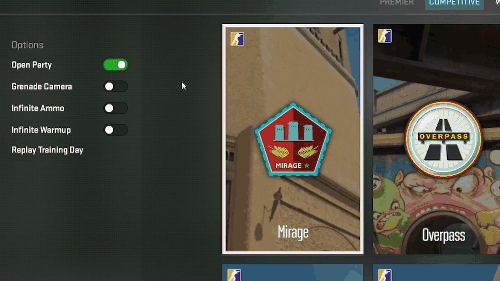 PREMIER COMPETITIVE
Options
Open Party
Grenade Camera
Infinite Ammo
Infinite Warmup
Replay Training Day
MIRAGE
OVERPASS
Mirage
Overpass